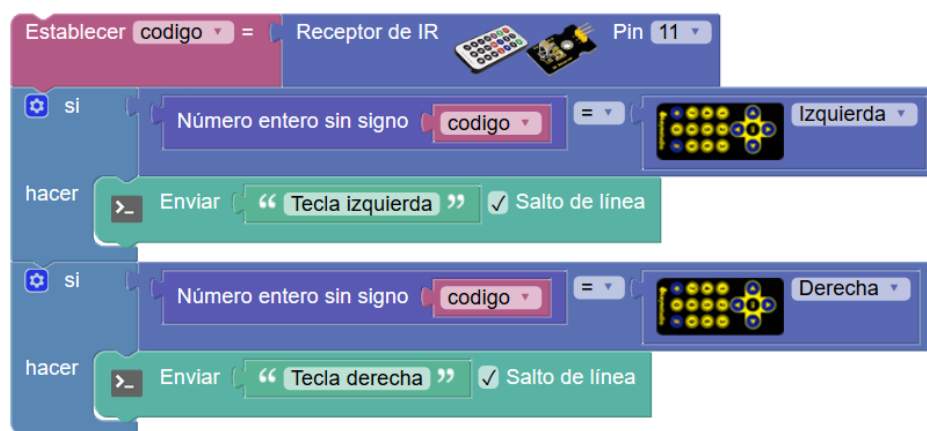 Establecer codigo = Receptor de IR Pin 11
si Número entero sin signo codigo = Izquierda
hacer >_ Enviar “ Tecla izquierda ” ✓ Salto de línea
si Número entero sin signo codigo = Derecha
hacer >_ Enviar “ Tecla derecha ” ✓ Salto de línea